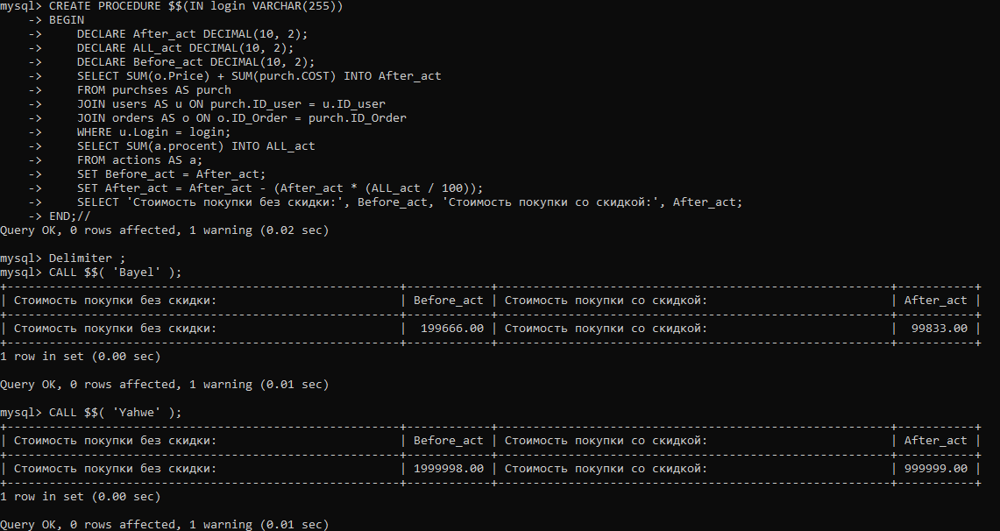 mysql> CREATE PROCEDURE $$(IN login VARCHAR(255))
    -> BEGIN
    ->     DECLARE After_act DECIMAL(10, 2);
    ->     DECLARE ALL_act DECIMAL(10, 2);
    ->     DECLARE Before_act DECIMAL(10, 2);
    ->     SELECT SUM(o.Price) + SUM(purch.COST) INTO After_act
    ->     FROM purchses AS purch
    ->     JOIN users AS u ON purch.ID_user = u.ID_user
    ->     JOIN orders AS o ON o.ID_Order = purch.ID_Order
    ->     WHERE u.Login = login;
    ->     SELECT SUM(a.procent) INTO ALL_act
    ->     FROM actions AS a;
    ->     SET Before_act = After_act;
    ->     SET After_act = After_act - (After_act * (ALL_act / 100));
    ->     SELECT 'Стоимость покупки без скидки:', Before_act, 'Стоимость покупки со скидкой:', After_act;
    -> END;//
Query OK, 0 rows affected, 1 warning (0.02 sec)

mysql> Delimiter ;
mysql> CALL $$( 'Bayel' );
+--------------------------------------------------------+------------+--------------------------------------------------------+-----------+
| Стоимость покупки без скидки:                          | Before_act | Стоимость покупки со скидкой:                          | After_act |
+--------------------------------------------------------+------------+--------------------------------------------------------+-----------+
| Стоимость покупки без скидки:                          |  199666.00 | Стоимость покупки со скидкой:                          |  99833.00 |
+--------------------------------------------------------+------------+--------------------------------------------------------+-----------+
1 row in set (0.00 sec)

Query OK, 0 rows affected, 1 warning (0.01 sec)

mysql> CALL $$( 'Yahwe' );
+--------------------------------------------------------+------------+--------------------------------------------------------+-----------+
| Стоимость покупки без скидки:                          | Before_act | Стоимость покупки со скидкой:                          | After_act |
+--------------------------------------------------------+------------+--------------------------------------------------------+-----------+
| Стоимость покупки без скидки:                          | 1999998.00 | Стоимость покупки со скидкой:                          | 999999.00 |
+--------------------------------------------------------+------------+--------------------------------------------------------+-----------+
1 row in set (0.00 sec)

Query OK, 0 rows affected, 1 warning (0.01 sec)